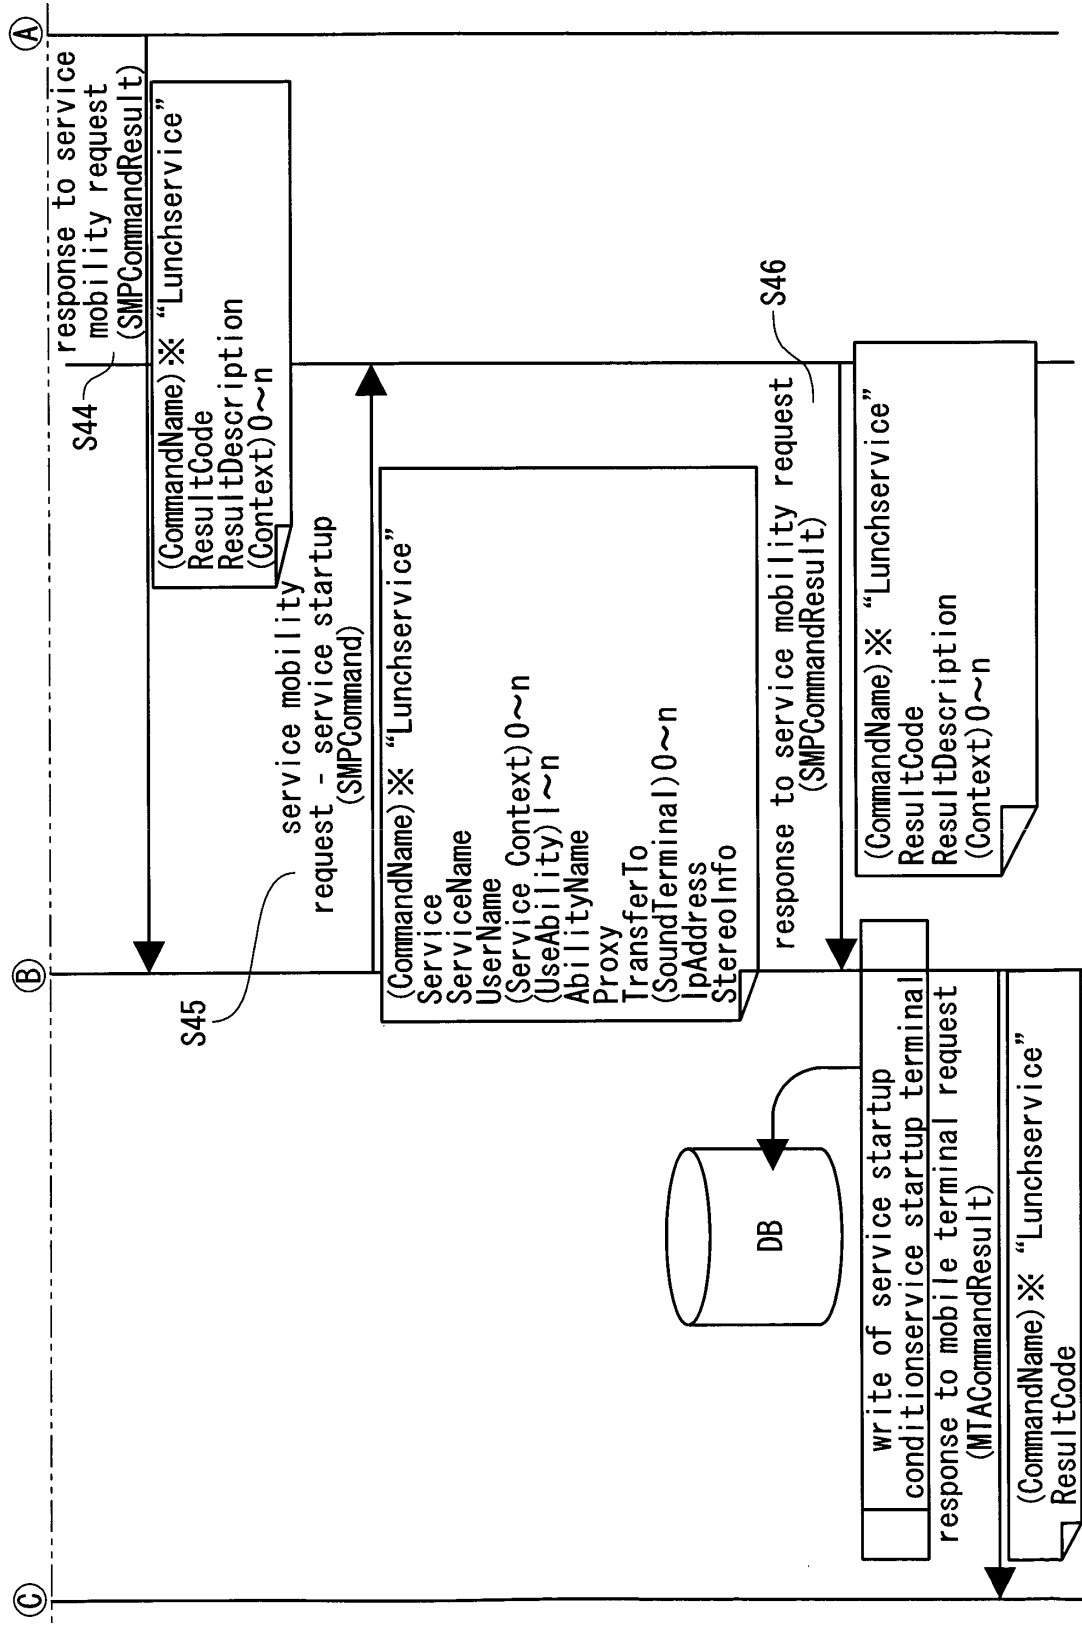 Ⓐ
Ⓑ
Ⓒ
response to service
mobility request
(SMPCommandResult)
S44
(CommandName)※ “Lunchservice”
ResultCode
ResultDescription
(Context)0~n
S45
service mobility
request - service startup
(SMPCommand)
(CommandName)※ “Lunchservice”
Service
ServiceName
UserName
(Service Context)0~n
(UseAbility)1~n
AbilityName
Proxy
TransferTo
(SoundTerminal)0~n
IpAddress
StereoInfo
S46
response to service mobility request
(SMPCommandResult)
(CommandName)※ “Lunchservice”
ResultCode
ResultDescription
(Context)0~n
DB
write of service startup
conditionservice startup terminal
response to mobile terminal request
(MTACommandResult)
(CommandName)※ “Lunchservice”
ResultCode